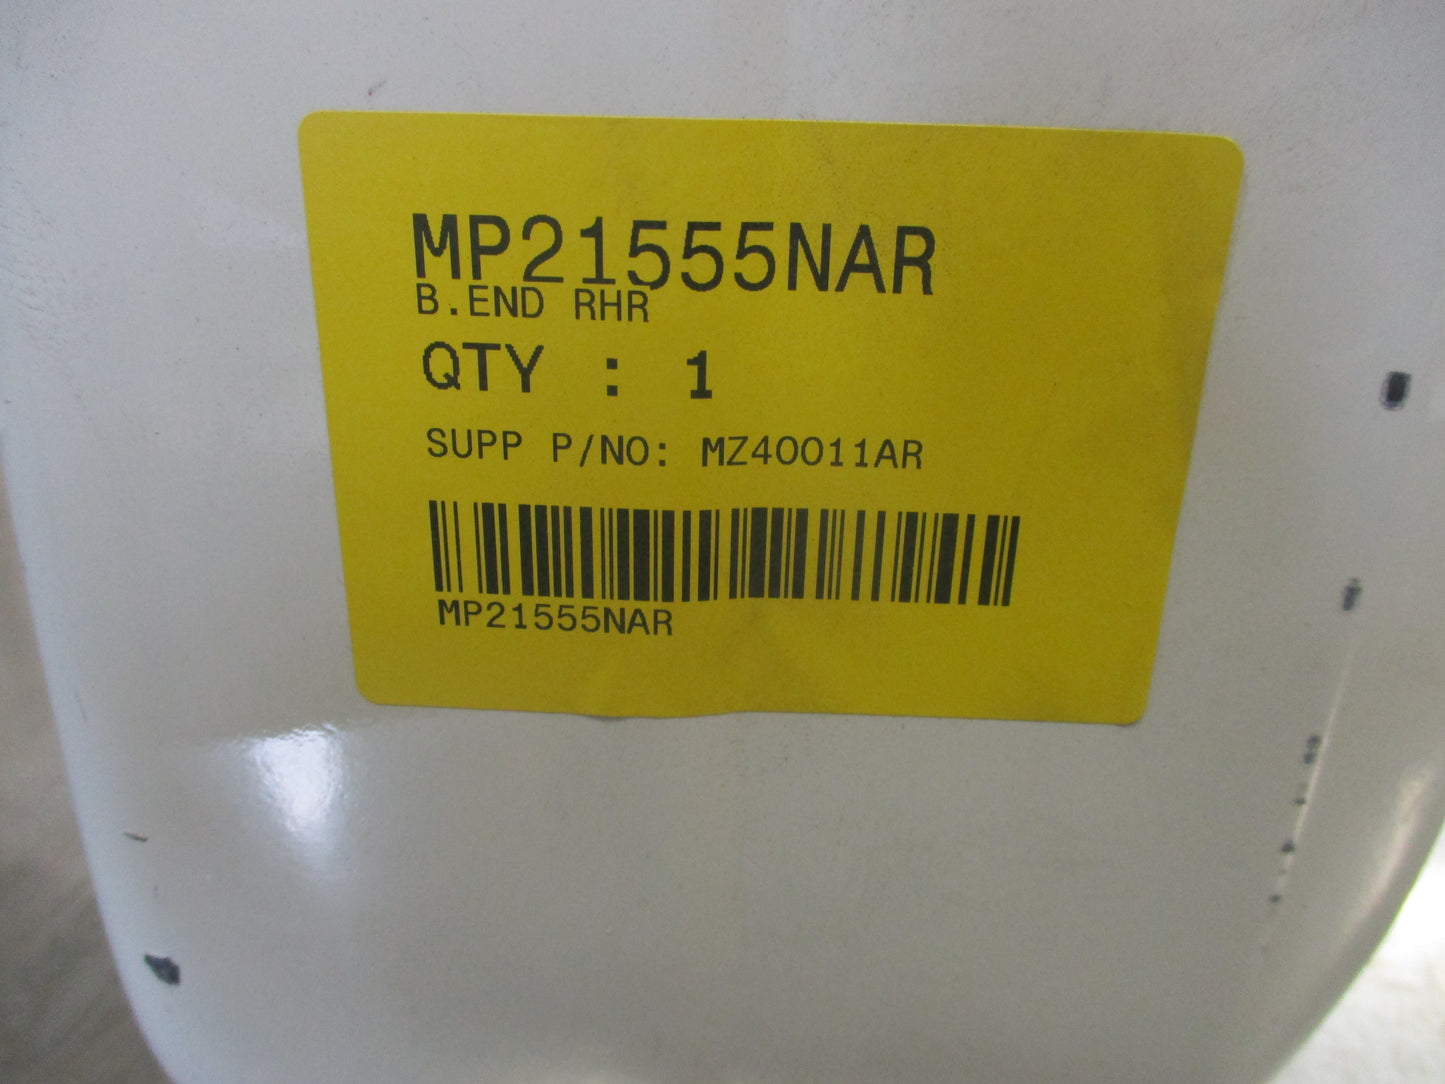 MP21555NAR
B.END RHR
QTY : 1
SUPP P/NO: MZ40011AR
MP21555NAR